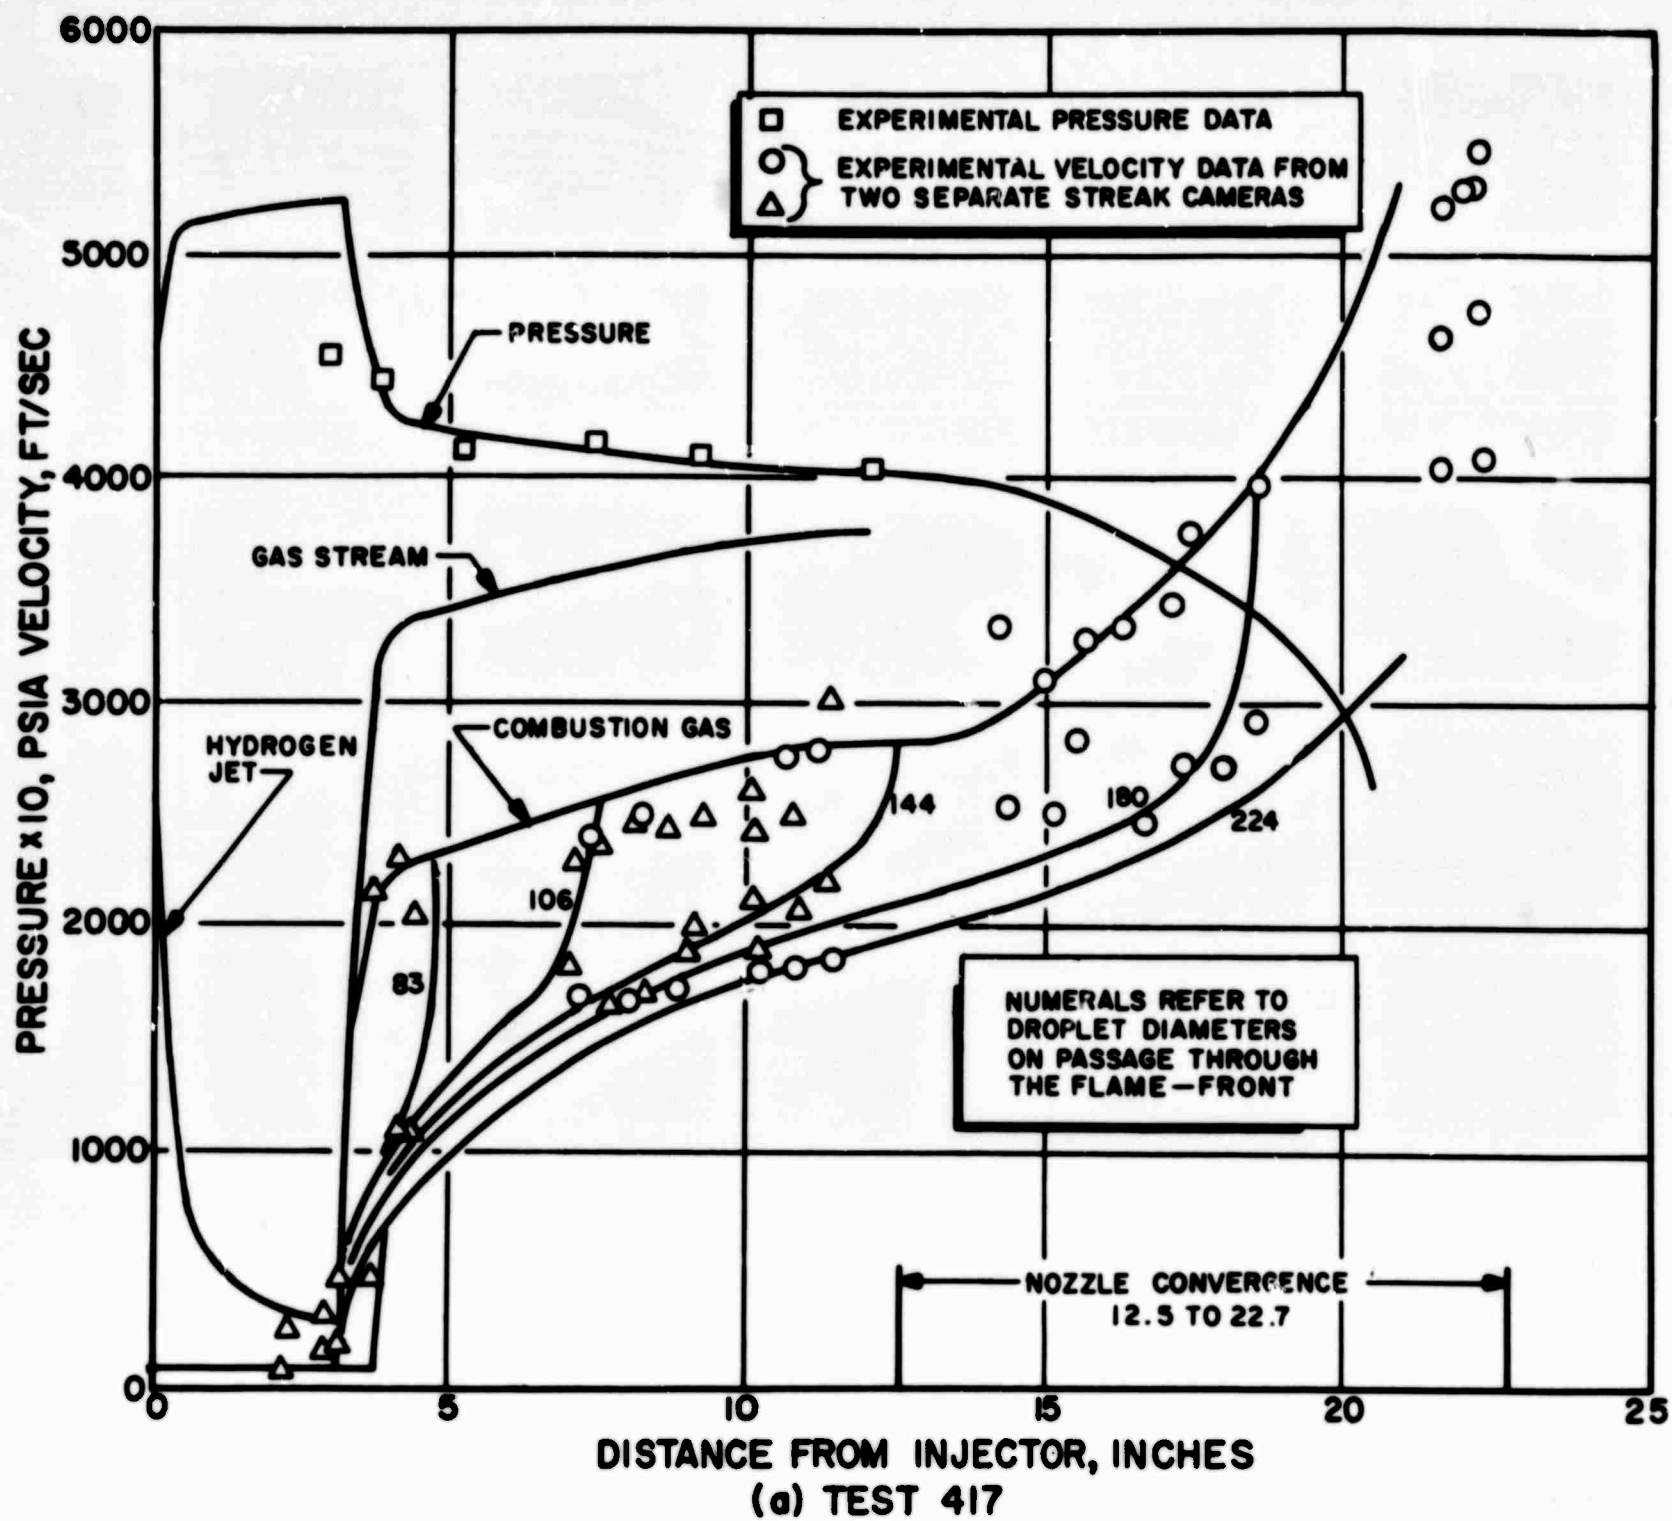 6000
5000
4000
3000
2000
1000
0
PRESSURE x 10, PSIA VELOCITY, FT/SEC
EXPERIMENTAL PRESSURE DATA
EXPERIMENTAL VELOCITY DATA FROM
TWO SEPARATE STREAK CAMERAS
PRESSURE
GAS STREAM
COMBUSTION GAS
HYDROGEN
JET
83
106
144
180
224
NUMERALS REFER TO
DROPLET DIAMETERS
ON PASSAGE THROUGH
THE FLAME-FRONT
NOZZLE CONVERGENCE
12.5 TO 22.7
0 5 10 15 20 25
DISTANCE FROM INJECTOR, INCHES
(a) TEST 417